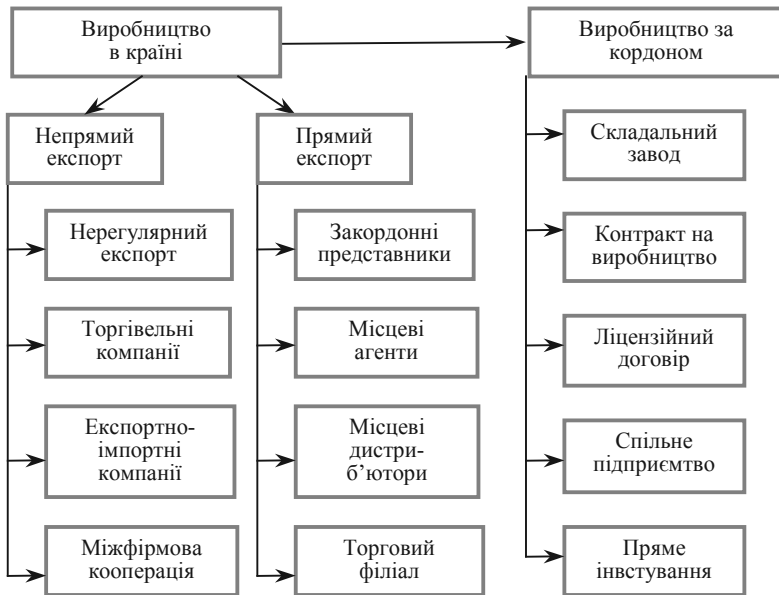 Виробництво
в країні
Виробництво за
кордоном
Непрямий
експорт
Прямий
експорт
Складальний
завод
Нерегулярний
експорт
Закордонні
представники
Контракт на
виробництво
Торгівельні
компанії
Місцеві
агенти
Ліцензійний
договір
Експортно-
імпортні
компанії
Місцеві
дистри-
б’ютори
Спільне
підприємтво
Міжфірмова
кооперація
Торговий
філіал
Пряме
інвстування